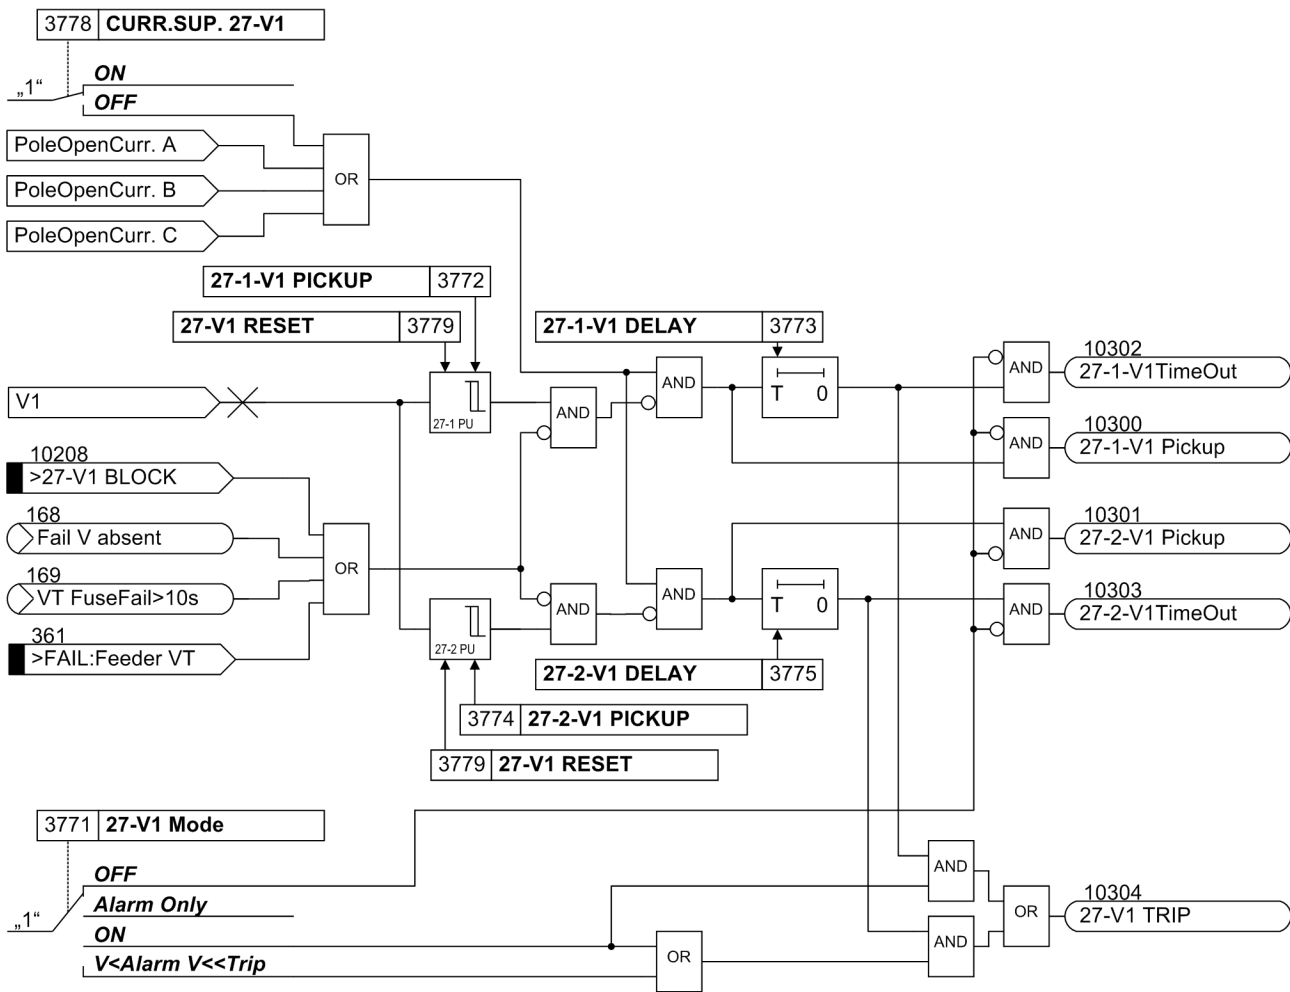 3778 CURR.SUP. 27-V1
ON
„1“
OFF
PoleOpenCurr. A
OR
PoleOpenCurr. B
PoleOpenCurr. C
27-1-V1 PICKUP 3772
27-V1 RESET 3779
27-1-V1 DELAY 3773
10302
AND
27-1-V1TimeOut
AND
T 0
V1
AND
27-1 PU
10300
AND
27-1-V1 Pickup
10208
>27-V1 BLOCK
168
Fail V absent
10301
AND
27-2-V1 Pickup
OR
169
VT FuseFail>10s
AND
AND
T 0
10303
AND
27-2-V1TimeOut
361
>FAIL:Feeder VT
27-2 PU
27-2-V1 DELAY 3775
3774 27-2-V1 PICKUP
3779 27-V1 RESET
3771 27-V1 Mode
OFF
AND
Alarm Only
„1“
10304
OR
27-V1 TRIP
ON
AND
V<Alarm V<<Trip
OR